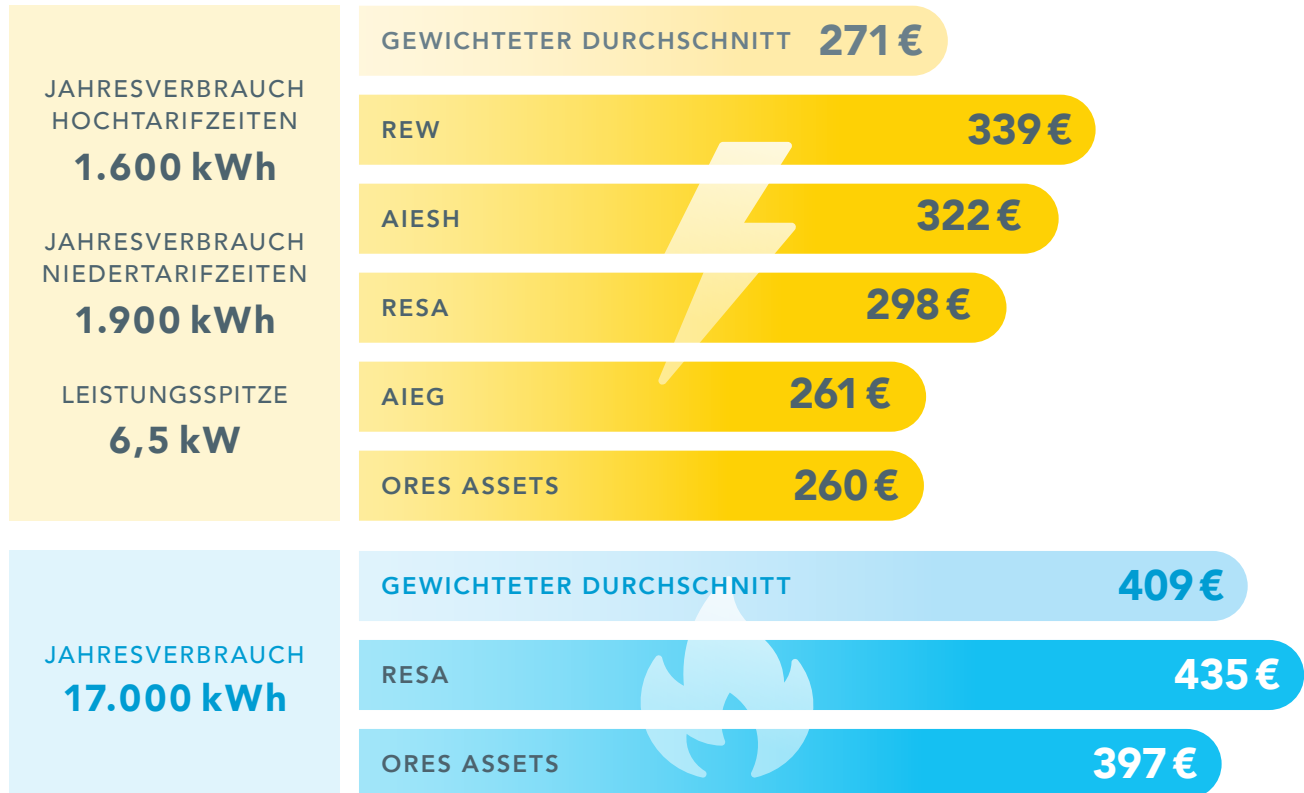 JAHRESVERBRAUCH
HOCHTARIFZEITEN
1.600 kWh
JAHRESVERBRAUCH
NIEDERTARIFZEITEN
1.900 kWh
LEISTUNGSSPITZE
6,5 kW
GEWICHTETER DURCHSCHNITT 271 €
REW 339 €
AIESH 322 €
RESA 298 €
AIEG 261 €
ORES ASSETS 260 €
JAHRESVERBRAUCH
17.000 kWh
GEWICHTETER DURCHSCHNITT 409 €
RESA 435 €
ORES ASSETS 397 €